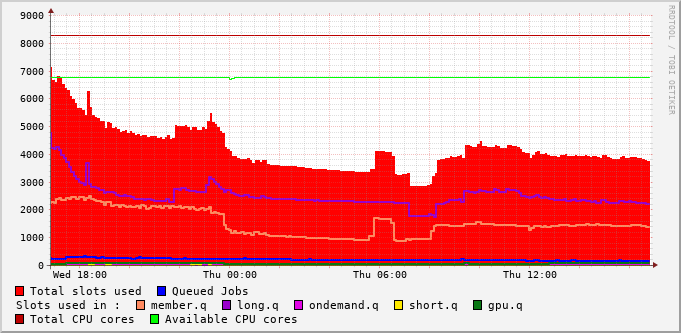 9000
8000
7000
6000
5000
4000
3000
2000
1000
0
Wed 18:00 Thu 00:00 Thu 06:00 Thu 12:00
RRDTOOL / TOBI OETIKER
Total slots used Queued Jobs
Slots used in : member.q long.q ondemand.q short.q gpu.q
Total CPU cores Available CPU cores